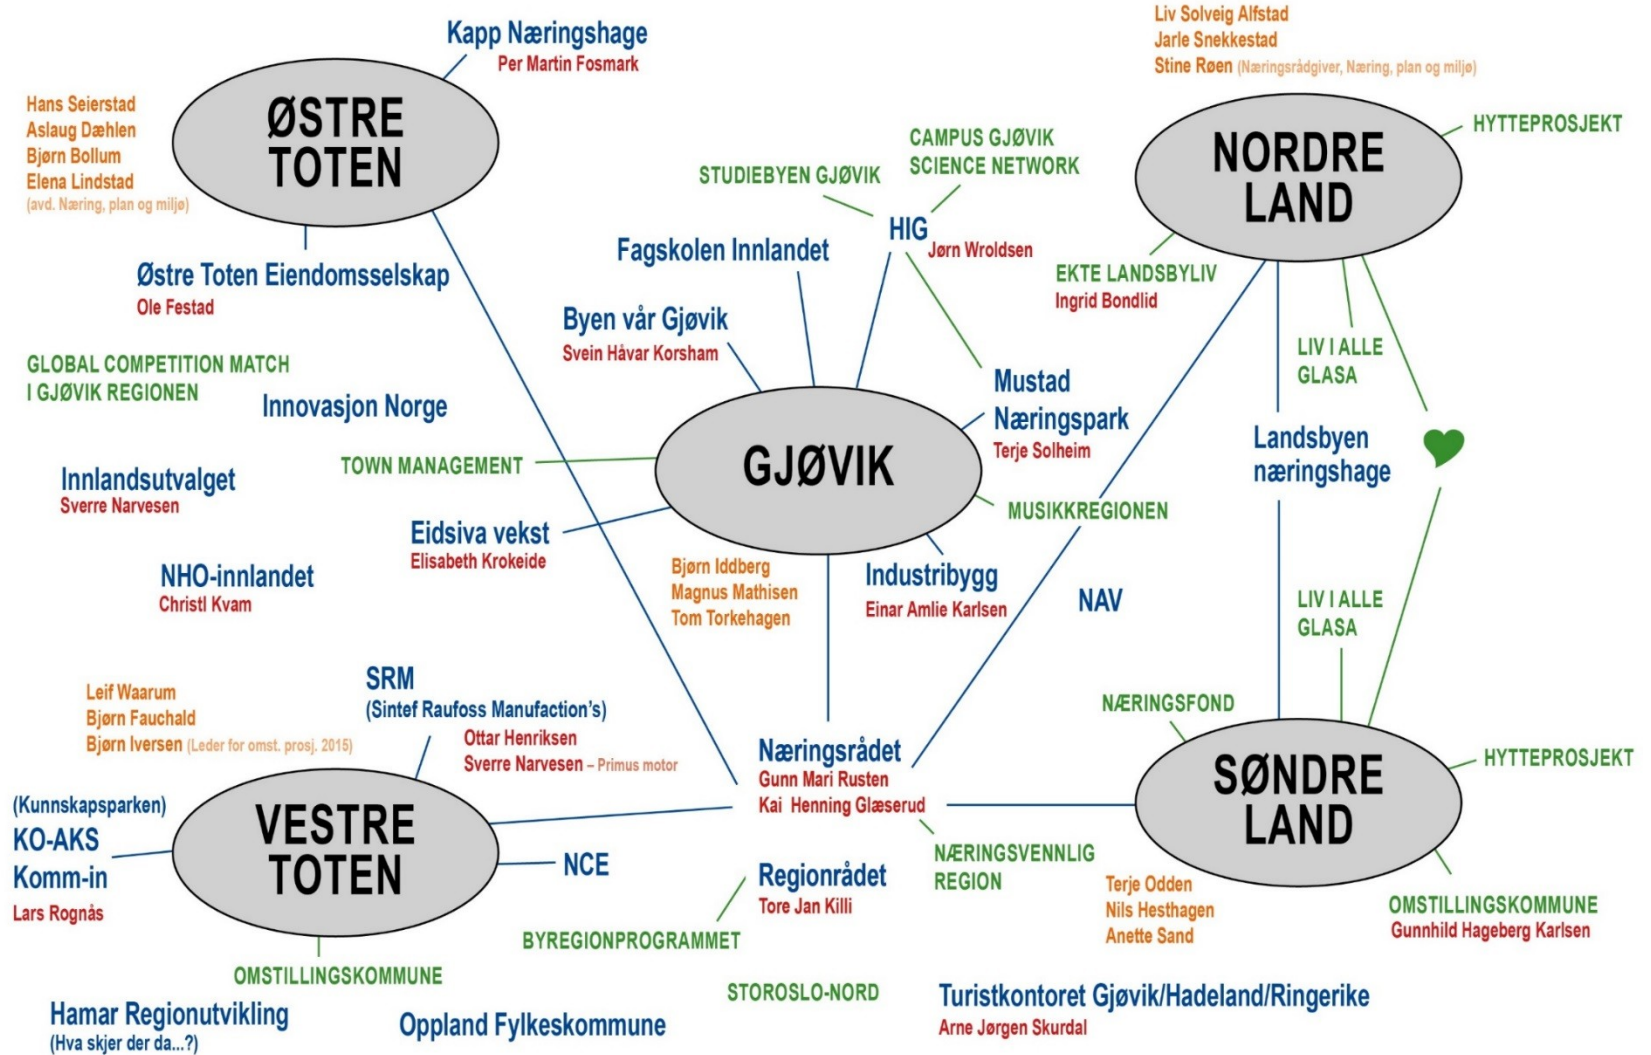 Kapp Næringshage
Per Martin Fosmark
Liv Solveig Alfstad
Jarle Snekkestad
Stine Røen (Næringsrådgiver, Næring, plan og miljø)
Hans Seierstad
Aslaug Dæhlen
Bjørn Bollum
Elena Lindstad
(avd. Næring, plan og miljø)
ØSTRE
TOTEN
NORDRE
LAND
HYTTEPROSJEKT
CAMPUS GJØVIK
SCIENCE NETWORK
STUDIEBYEN GJØVIK
HIG
Jørn Wroldsen
Fagskolen Innlandet
EKTE LANDSBYLIV
Ingrid Bondlid
Østre Toten Eiendomsselskap
Ole Festad
Byen vår Gjøvik
Svein Håvar Korsham
LIV I ALLE
GLASA
GLOBAL COMPETITION MATCH
I GJØVIK REGIONEN
Innovasjon Norge
Mustad
Næringspark
Terje Solheim
Landsbyen
næringshage
TOWN MANAGEMENT
GJØVIK
Innlandsutvalget
Sverre Narvesen
MUSIKKREGIONEN
Eidsiva vekst
Elisabeth Krokeide
NHO-innlandet
Christl Kvam
Bjørn Iddberg
Magnus Mathisen
Tom Torkehagen
Industribygg
Einar Amlie Karlsen
NAV
LIV I ALLE
GLASA
Leif Waarum
Bjørn Fauchald
Bjørn Iversen (Leder for omst. prosj. 2015)
SRM
(Sintef Raufoss Manufaction's)
Ottar Henriksen
Sverre Narvesen – Primus motor
NÆRINGSFOND
Næringsrådet
Gunn Mari Rusten
Kai Henning Glæserud
HYTTEPROSJEKT
SØNDRE
LAND
(Kunnskapsparken)
KO-AKS
Komm-in
Lars Rognås
VESTRE
TOTEN
NCE
NÆRINGSVENNLIG
REGION
Regionrådet
Tore Jan Killi
Terje Odden
Nils Hesthagen
Anette Sand
OMSTILLINGSKOMMUNE
Gunnhild Hageberg Karlsen
BYREGIONPROGRAMMET
OMSTILLINGSKOMMUNE
STOROSLO-NORD
Hamar Regionutvikling
(Hva skjer der da...?)
Oppland Fylkeskommune
Turistkontoret Gjøvik/Hadeland/Ringerike
Arne Jørgen Skurdal